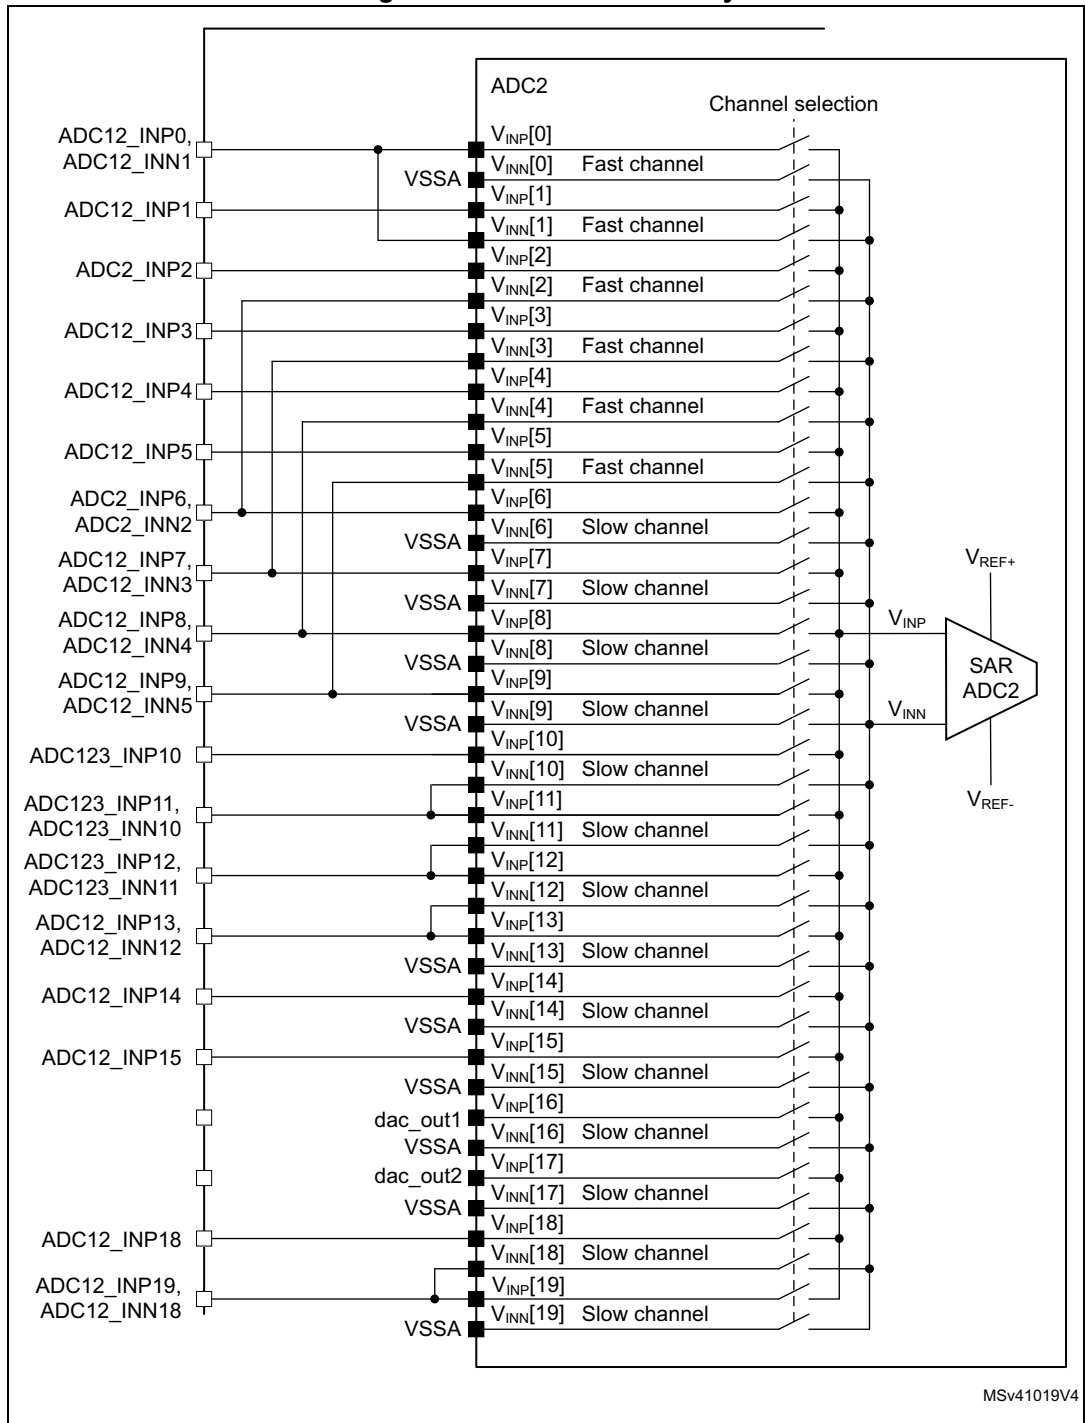 ADC2
Channel selection
ADC12_INP0,
ADC12_INN1
VINP[0]
VINN[0] Fast channel
VSSA
ADC12_INP1
VINP[1]
VINN[1] Fast channel
ADC2_INP2
VINP[2]
VINN[2] Fast channel
ADC12_INP3
VINP[3]
VINN[3] Fast channel
ADC12_INP4
VINP[4]
VINN[4] Fast channel
ADC12_INP5
VINP[5]
VINN[5] Fast channel
ADC2_INP6,
ADC2_INN2
VINP[6]
VINN[6] Slow channel
VSSA
ADC12_INP7,
ADC12_INN3
VINP[7]
VINN[7] Slow channel
VSSA
ADC12_INP8,
ADC12_INN4
VINP[8]
VINN[8] Slow channel
VSSA
ADC12_INP9,
ADC12_INN5
VINP[9]
VINN[9] Slow channel
VSSA
VREF+
VINP
SAR
ADC2
VINN
VREF-
ADC123_INP10
VINP[10]
VINN[10] Slow channel
ADC123_INP11,
ADC123_INN10
VINP[11]
VINN[11] Slow channel
ADC123_INP12,
ADC123_INN11
VINP[12]
VINN[12] Slow channel
ADC12_INP13,
ADC12_INN12
VINP[13]
VINN[13] Slow channel
VSSA
ADC12_INP14
VINP[14]
VINN[14] Slow channel
VSSA
ADC12_INP15
VINP[15]
VINN[15] Slow channel
VSSA
dac_out1
VINP[16]
VINN[16] Slow channel
VSSA
dac_out2
VINP[17]
VINN[17] Slow channel
VSSA
ADC12_INP18
VINP[18]
VINN[18] Slow channel
ADC12_INP19,
ADC12_INN18
VINP[19]
VINN[19] Slow channel
VSSA
MSv41019V4